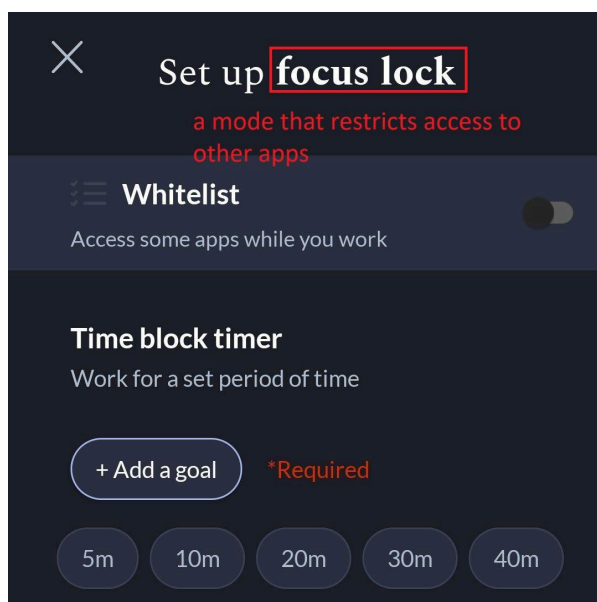 Set up focus lock
a mode that restricts access to
other apps
Whitelist
Access some apps while you work
Time block timer
Work for a set period of time
+ Add a goal *Required
5m 10m 20m 30m 40m